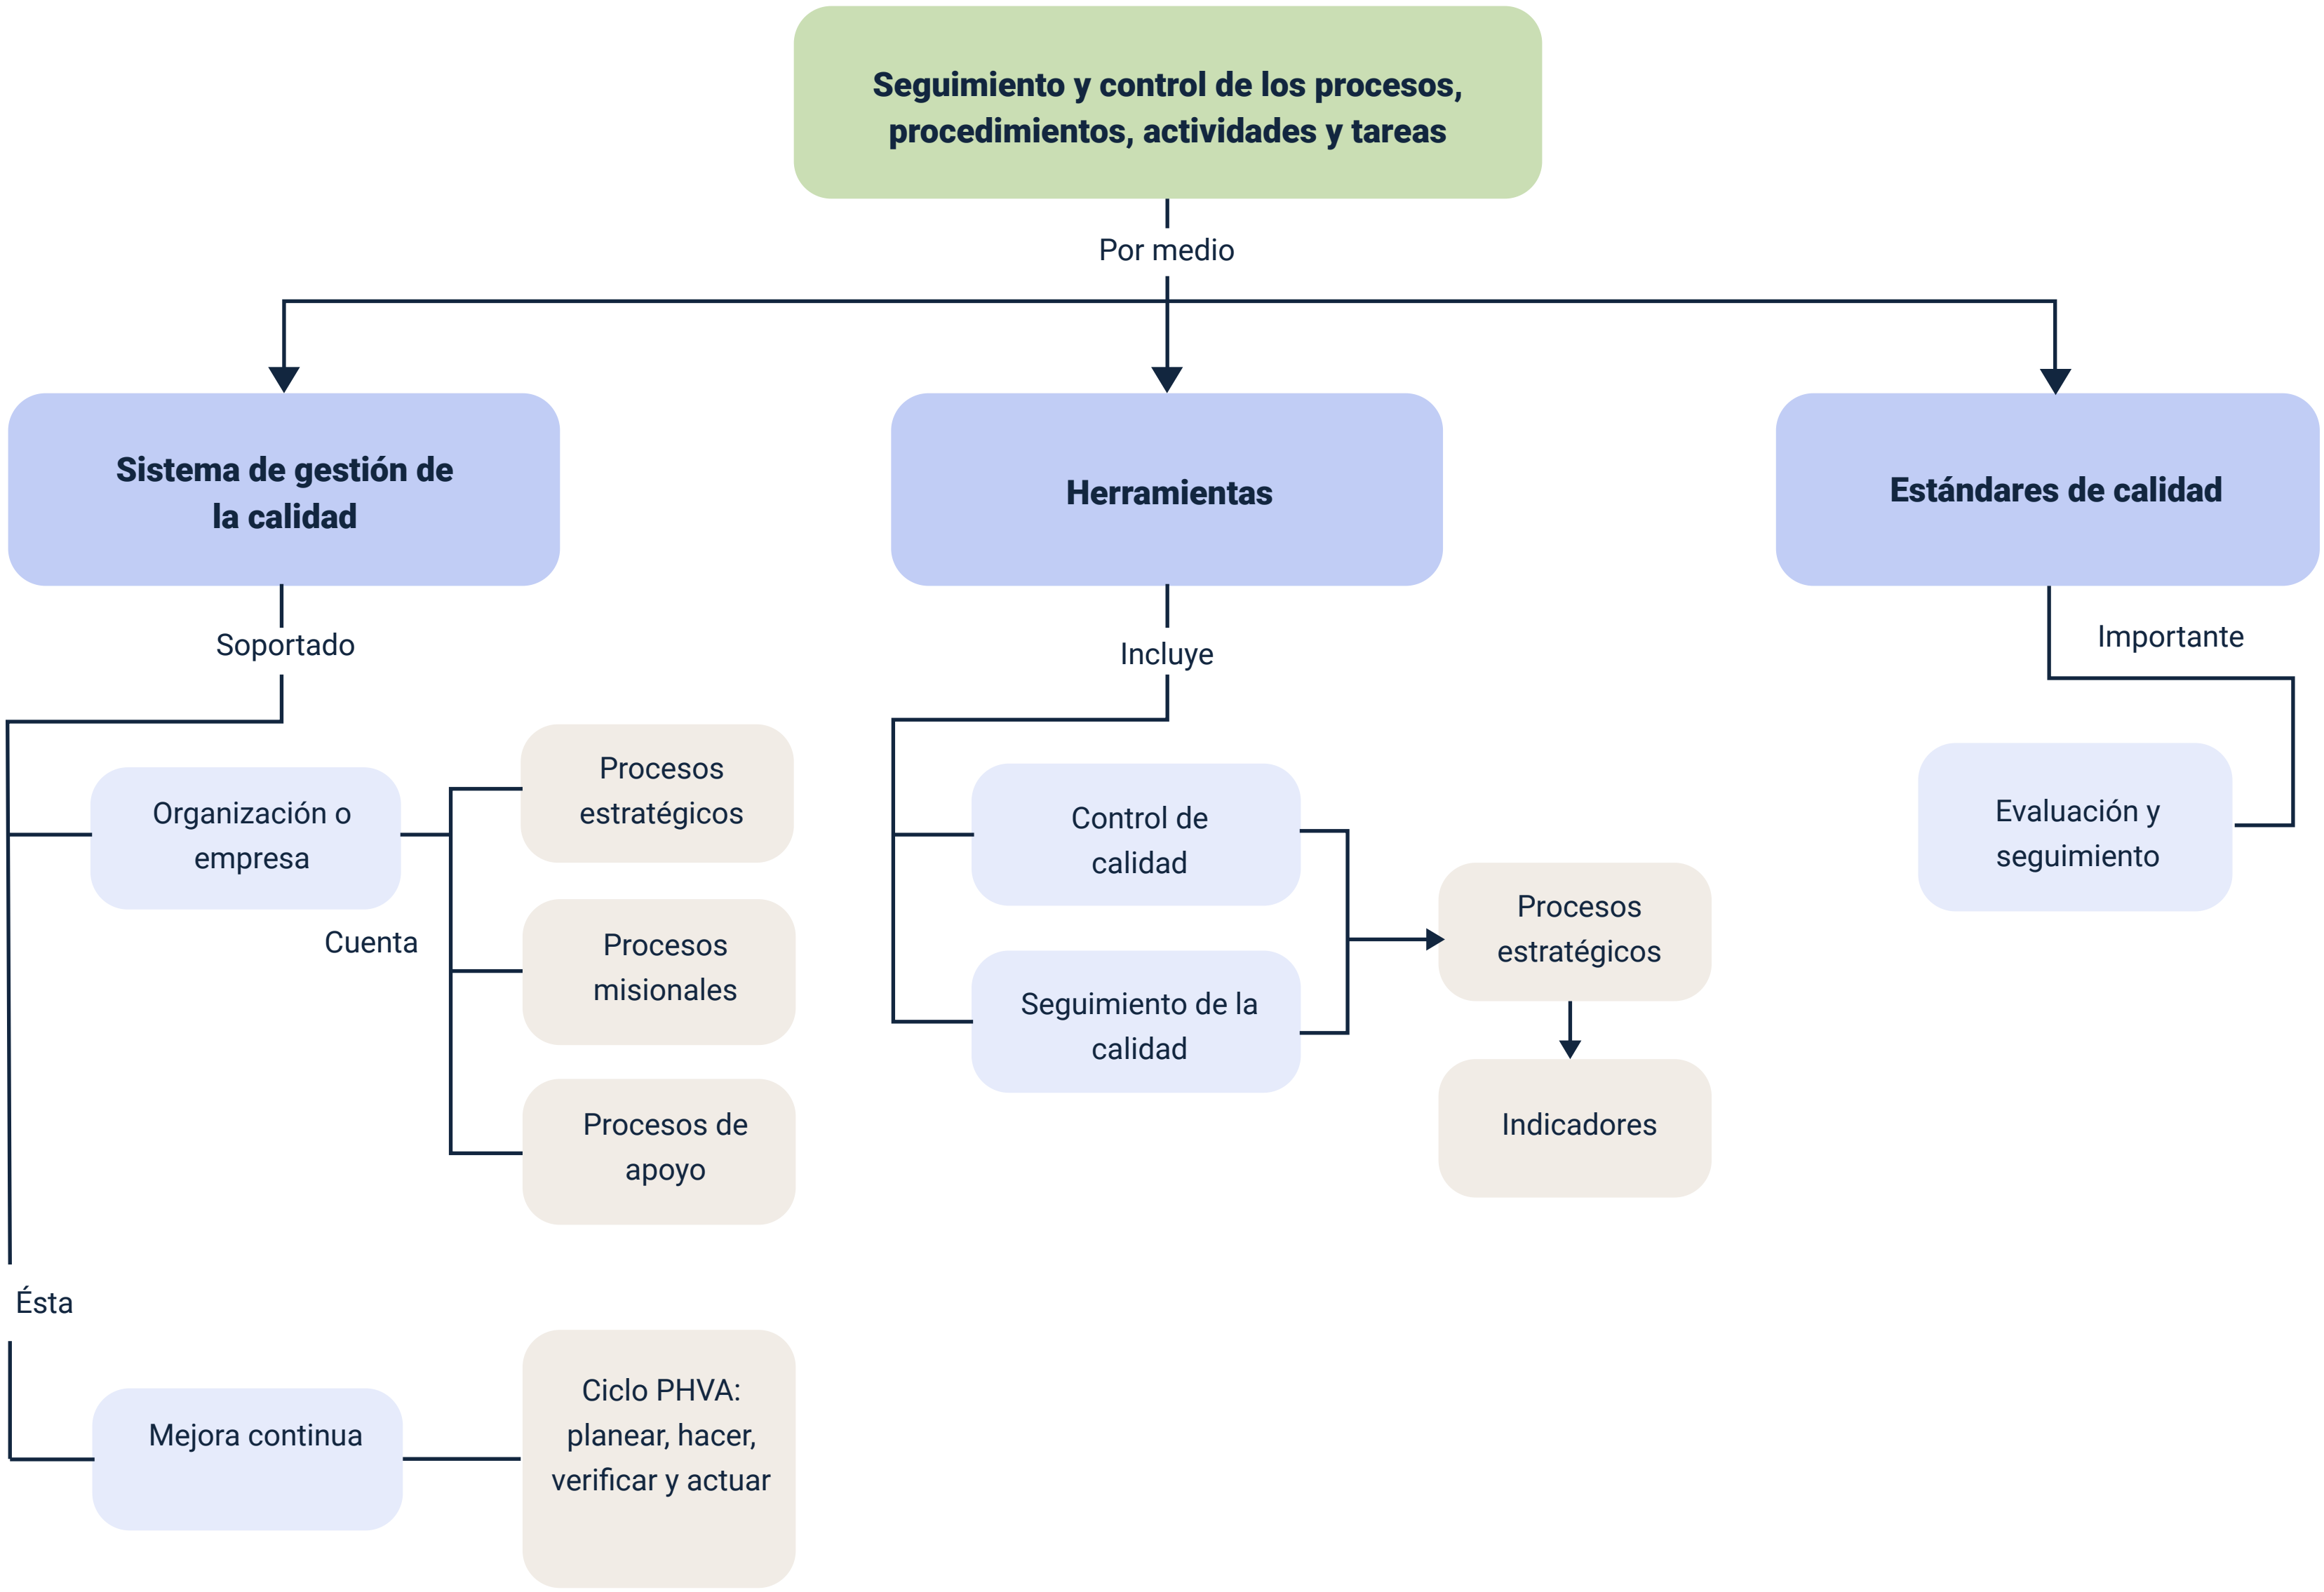 Seguimiento y control de los procesos,
procedimientos, actividades y tareas
Por medio
Sistema de gestión de
la calidad
Herramientas
Estándares de calidad
Soportado
Incluye
Importante
Organización o
empresa
Cuenta
Procesos
estratégicos
Procesos
misionales
Procesos de
apoyo
Control de
calidad
Seguimiento de la
calidad
Procesos
estratégicos
Indicadores
Evaluación y
seguimiento
Ésta
Mejora continua
Ciclo PHVA:
planear, hacer,
verificar y actuar